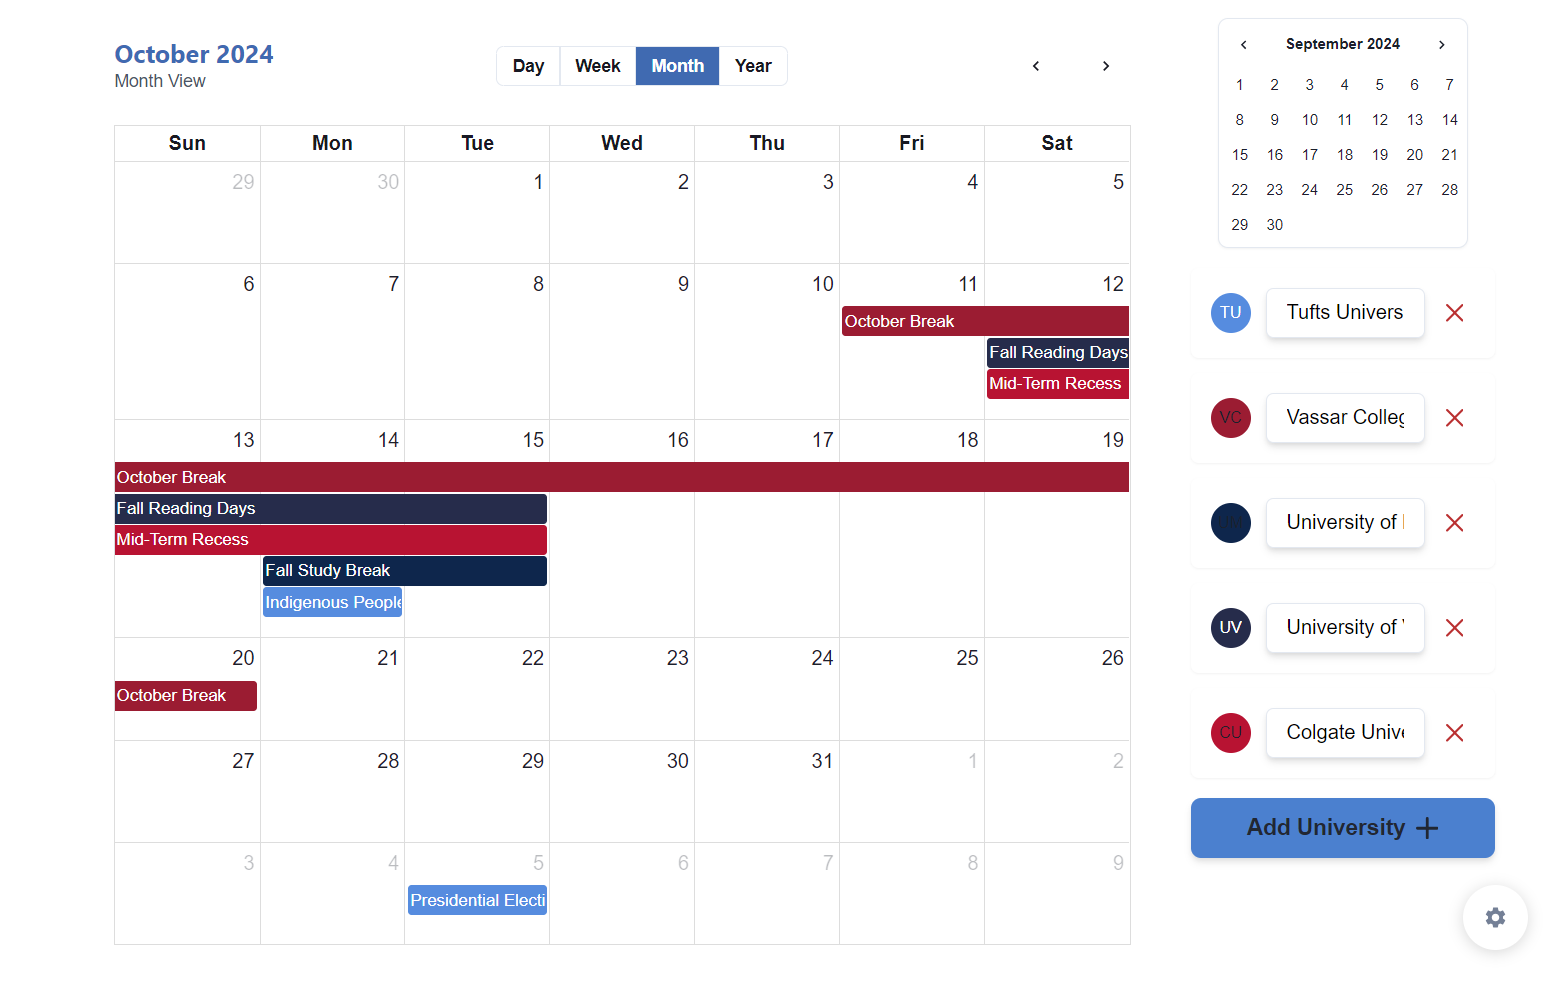 October 2024
Month View
Day Week Month Year
Sun Mon Tue Wed Thu Fri Sat
29 30 1 2 3 4 5
6 7 8 9 10 11 12
October Break
Fall Reading Days
Mid-Term Recess
13 14 15 16 17 18 19
October Break
Fall Reading Days
Mid-Term Recess
Fall Study Break
Indigenous People
20 21 22 23 24 25 26
October Break
27 28 29 30 31 1 2
3 4 5 6 7 8 9
Presidential Electi
September 2024
1 2 3 4 5 6 7
8 9 10 11 12 13 14
15 16 17 18 19 20 21
22 23 24 25 26 27 28
29 30
TU Tufts Univers
VC Vassar Colleg
University of
UV University of
CU Colgate Unive
Add University +